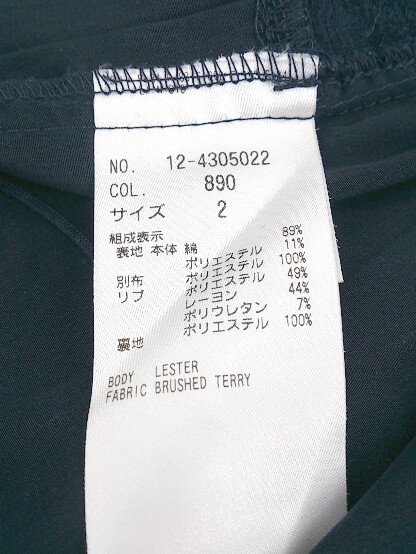 NO. 12-4305022
COL. 890
サイズ 2
組成表示
表地 本体 綿 89%
ポリエステル 11%
別布 ポリエステル 100%
リブ ポリエステル 49%
レーヨン 44%
ポリウレタン 7%
裏地 ポリエステル 100%
BODY LESTER
FABRIC BRUSHED TERRY